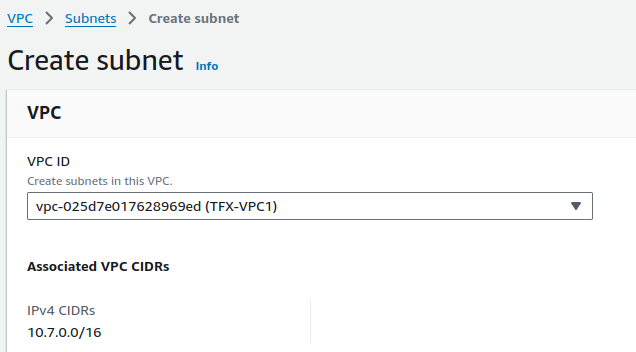 VPC > Subnets > Create subnet
Create subnet Info
VPC
VPC ID
Create subnets in this VPC.
vpc-025d7e017628969ed (TFX-VPC1)
Associated VPC CIDRs
IPv4 CIDRs
10.7.0.0/16